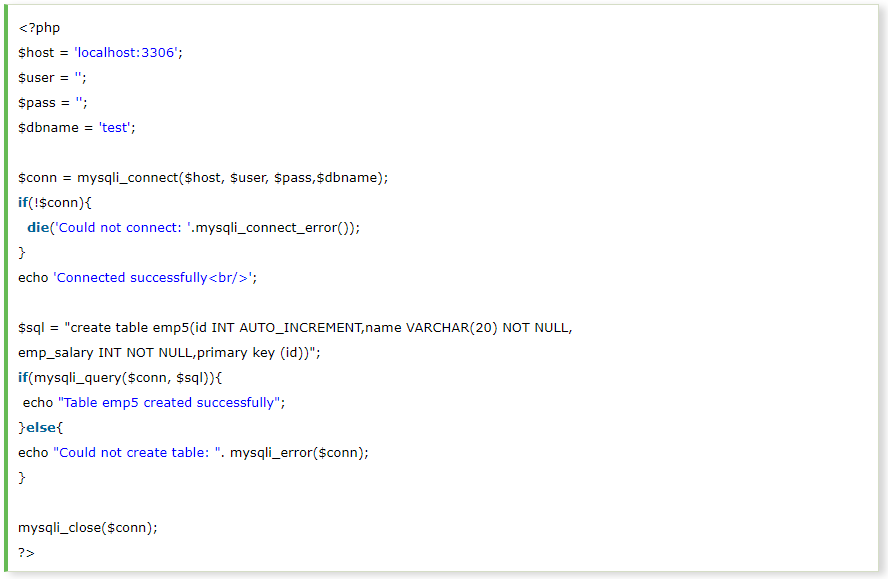 <?php
$host = 'localhost:3306';
$user = '';
$pass = '';
$dbname = 'test';
$conn = mysqli_connect($host, $user, $pass,$dbname);
if(!$conn){
die('Could not connect: '.mysqli_connect_error());
}
echo 'Connected successfully<br/>';
$sql = "create table emp5(id INT AUTO_INCREMENT,name VARCHAR(20) NOT NULL,
emp_salary INT NOT NULL,primary key (id))";
if(mysqli_query($conn, $sql)){
echo "Table emp5 created successfully";
}else{
echo "Could not create table: ". mysqli_error($conn);
}
mysqli_close($conn);
?>